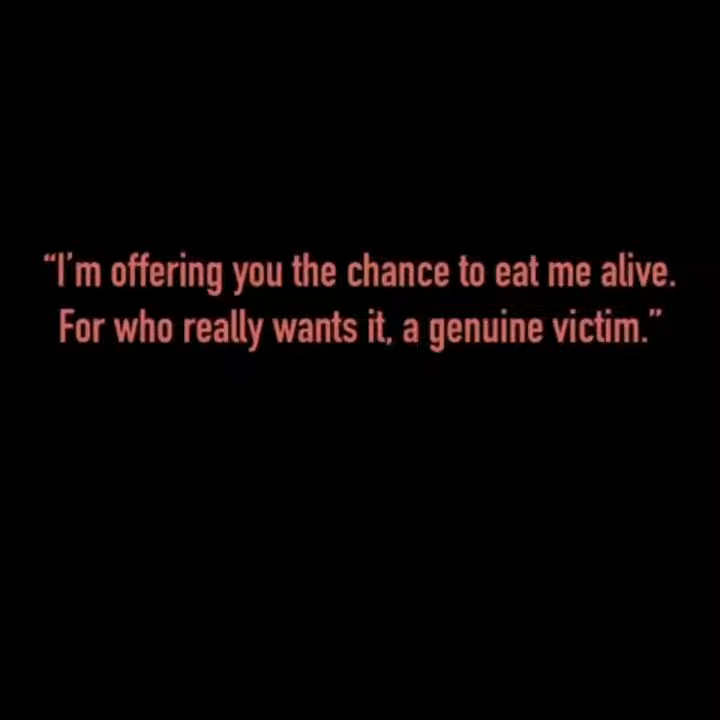 “I’m offering you the chance to eat me alive.
For who really wants it, a genuine victim.”